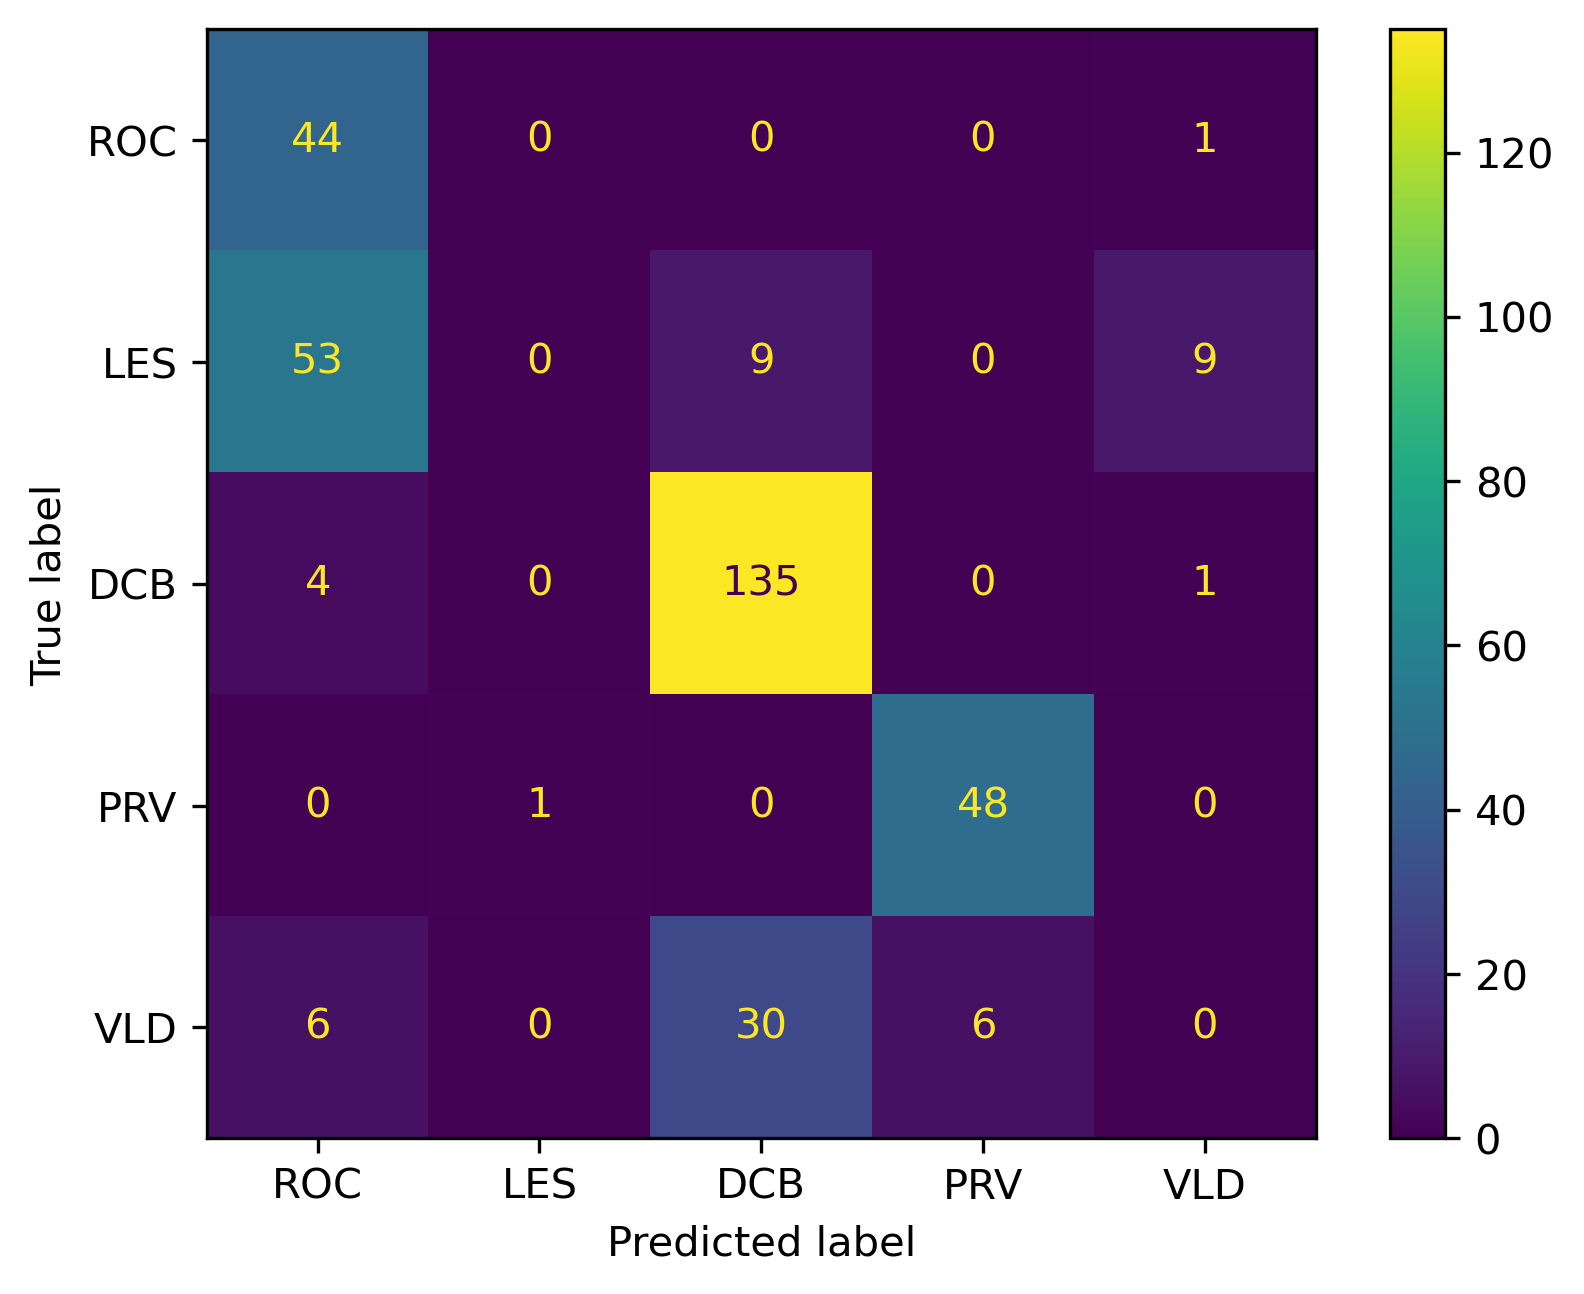 ROC 44 0 0 0 1
LES 53 0 9 0 9
DCB 4 0 135 0 1
PRV 0 1 0 48 0
VLD 6 0 30 6 0
ROC LES DCB PRV VLD
Predicted label
True label
120
100
80
60
40
20
0